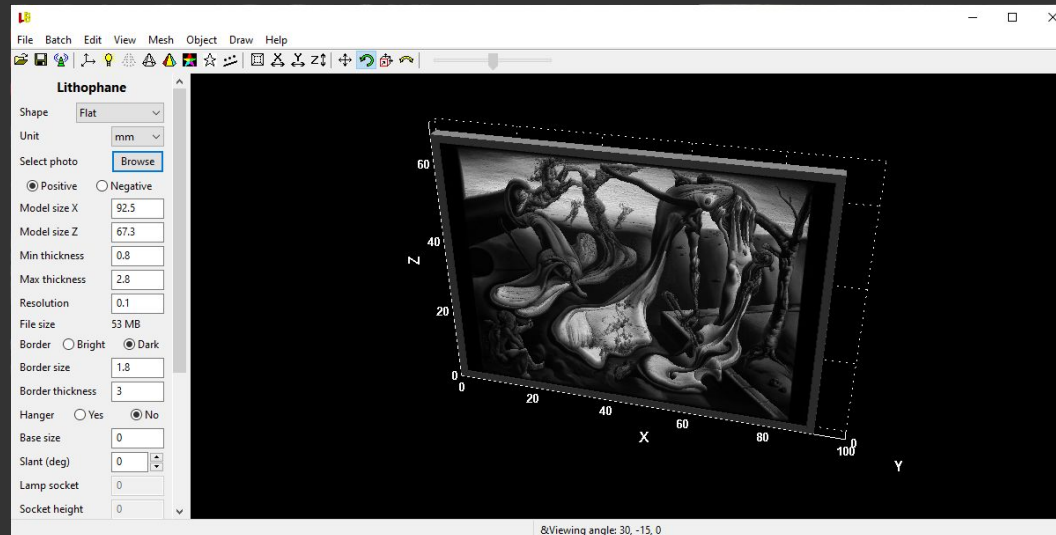 File Batch Edit View Mesh Object Draw Help
Lithophane
Shape Flat
Unit mm
Select photo Browse
Positive Negative
Model size X 92.5
Model size Z 67.3
Min thickness 0.8
Max thickness 2.8
Resolution 0.1
File size 53 MB
Border Bright Dark
Border size 1.8
Border thickness 3
Hanger Yes No
Base size 0
Slant (deg) 0
Lamp socket 0
Socket height 0
60
40
Z
20
0
0
20
40
60
80
100
0
X
Y
&Viewing angle: 30, -15, 0